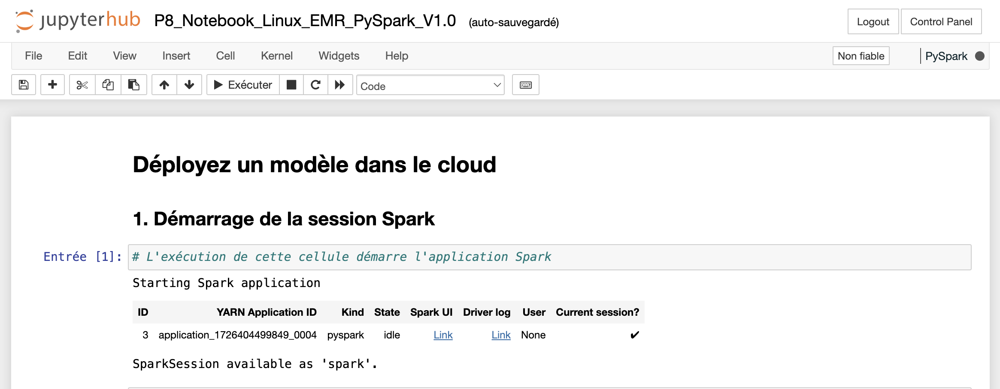 jupyterhub P8_Notebook_Linux_EMR_PySpark_V1.0 (auto-sauvegardé) Logout Control Panel
File Edit View Insert Cell Kernel Widgets Help Non fiable PySpark
Exécuter Code
Déployez un modèle dans le cloud
1. Démarrage de la session Spark
Entrée [1]: # L'exécution de cette cellule démarre l'application Spark
Starting Spark application
ID YARN Application ID Kind State Spark UI Driver log User Current session?
3 application_1726404499849_0004 pyspark idle Link Link None ✔
SparkSession available as 'spark'.